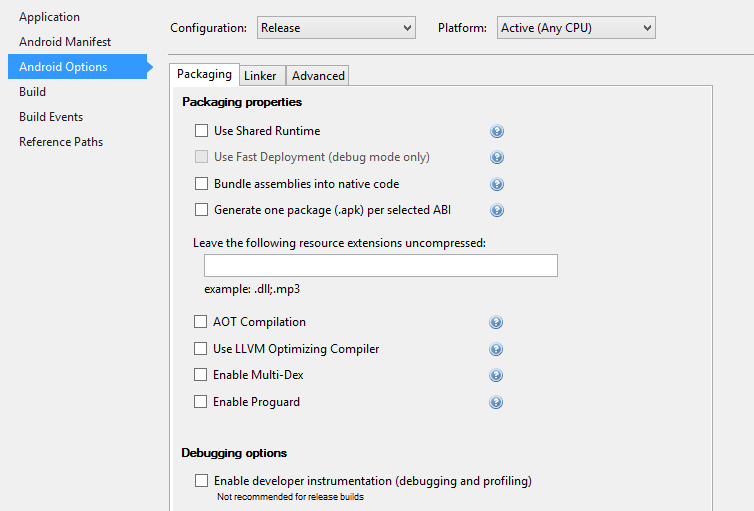 Application
Android Manifest
Android Options
Build
Build Events
Reference Paths
Configuration: Release Platform: Active (Any CPU)
Packaging Linker Advanced
Packaging properties
Use Shared Runtime
Use Fast Deployment (debug mode only)
Bundle assemblies into native code
Generate one package (.apk) per selected ABI
Leave the following resource extensions uncompressed:
example: .dll;.mp3
AOT Compilation
Use LLVM Optimizing Compiler
Enable Multi-Dex
Enable Proguard
Debugging options
Enable developer instrumentation (debugging and profiling)
Not recommended for release builds